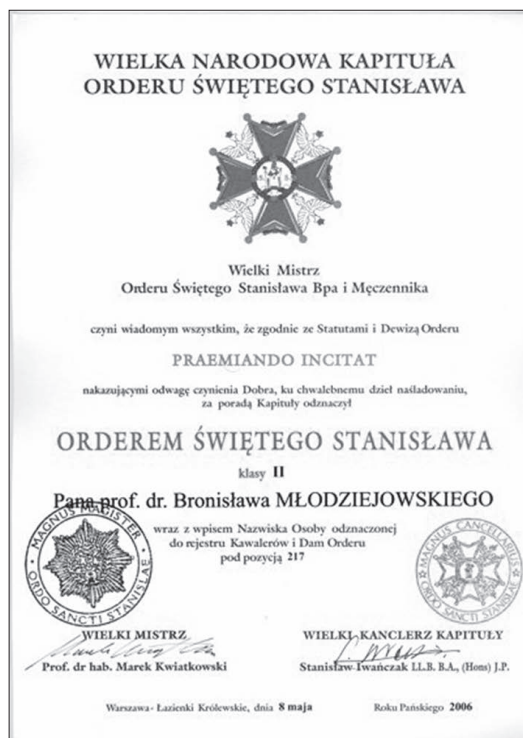 WIELKA NARODOWA KAPITUŁA
ORDERU ŚWIĘTEGO STANISŁAWA
Wielki Mistrz
Orderu Świętego Stanisława Bpa i Męczennika
czyni wiadomym wszystkim, że zgodnie ze Statutami i Dewizą Orderu
PRAEMIANDO INCITAT
nakazującymi odwagę czynienia Dobra, ku chwalebnemu dzieł naśladowaniu,
za poradą Kapituły odznaczył
ORDEREM ŚWIĘTEGO STANISŁAWA
klasy II
Pana prof. dr. Bronisława MŁODZIEJOWSKIEGO
wraz z wpisem Nazwiska Osoby odznaczonej
do rejestru Kawalerów i Dam Orderu
pod pozycją 217
MAGNUS MAGISTER
ORDO SANCTI STANISLAE
MAGNUS CANCELLARIUS
ORDO SANCTI STANISLAE
WIELKI MISTRZ
Prof. dr hab. Marek Kwiatkowski
WIELKI KANCLERZ KAPITUŁY
Stanisław Iwańczak LL.B. B.A., (Hons) J.P.
Warszawa- Łazienki Królewskie, dnia 8 maja Roku Pańskiego 2006